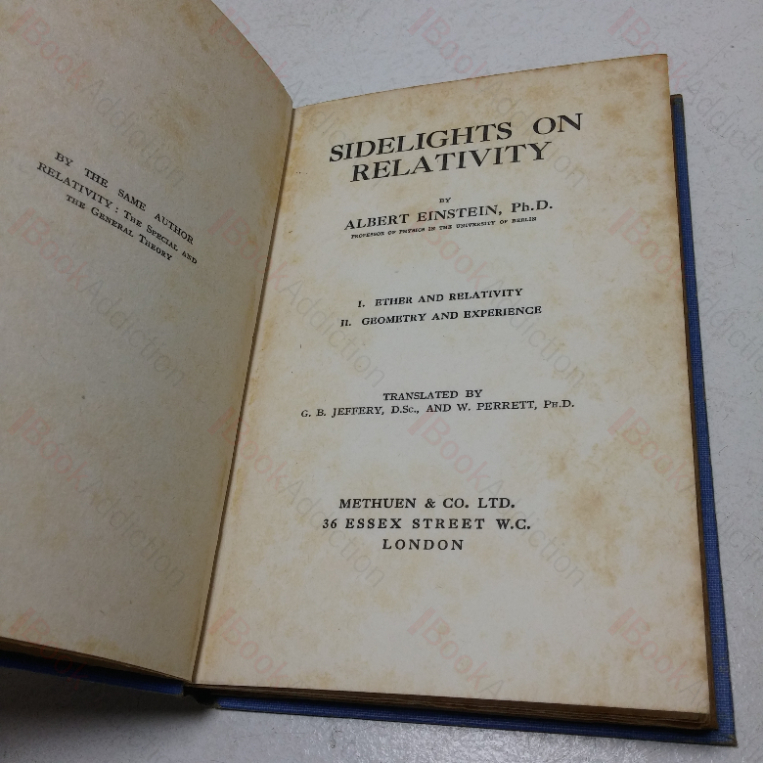 BY THE SAME AUTHOR
RELATIVITY : THE SPECIAL AND
THE GENERAL THEORY
SIDELIGHTS ON
RELATIVITY
BY
ALBERT EINSTEIN, Ph.D.
PROFESSOR OF PHYSICS IN THE UNIVERSITY OF BERLIN
I. ETHER AND RELATIVITY
II. GEOMETRY AND EXPERIENCE
TRANSLATED BY
G. B. JEFFERY, D.Sc., AND W. PERRETT, PH.D.
METHUEN & CO. LTD.
36 ESSEX STREET W.C.
LONDON
BookAddiction